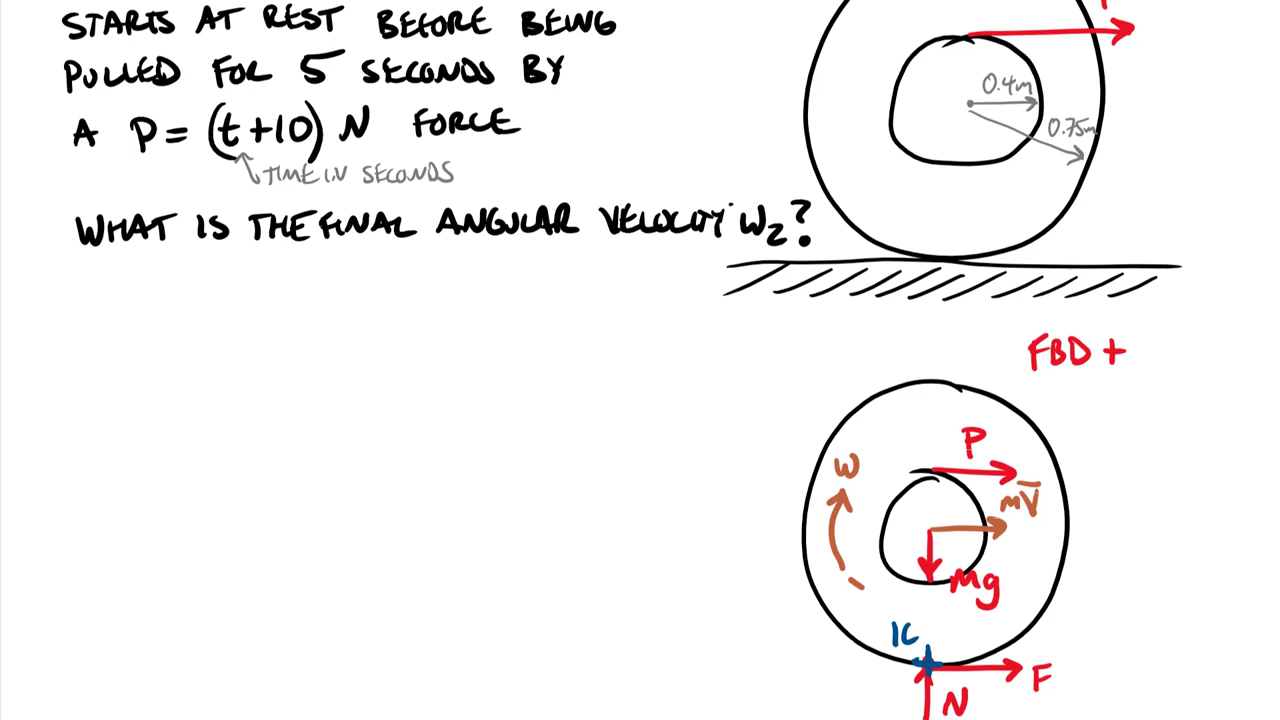 STARTS AT REST BEFORE BEING
PULLED FOR 5 SECONDS BY
A P = (t+10) N FORCE
TIME IN SECONDS
WHAT IS THE FINAL ANGULAR VELOCITY ω₂?
0.4m
0.75m
FBD +
P
ω
mV̅
mg
IC
F
N